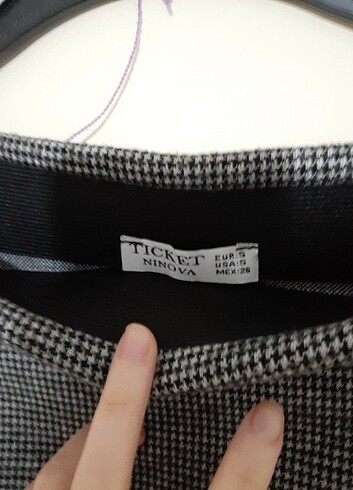 TICKET
NINOVA
EUR:S
USA:S
MEX:26